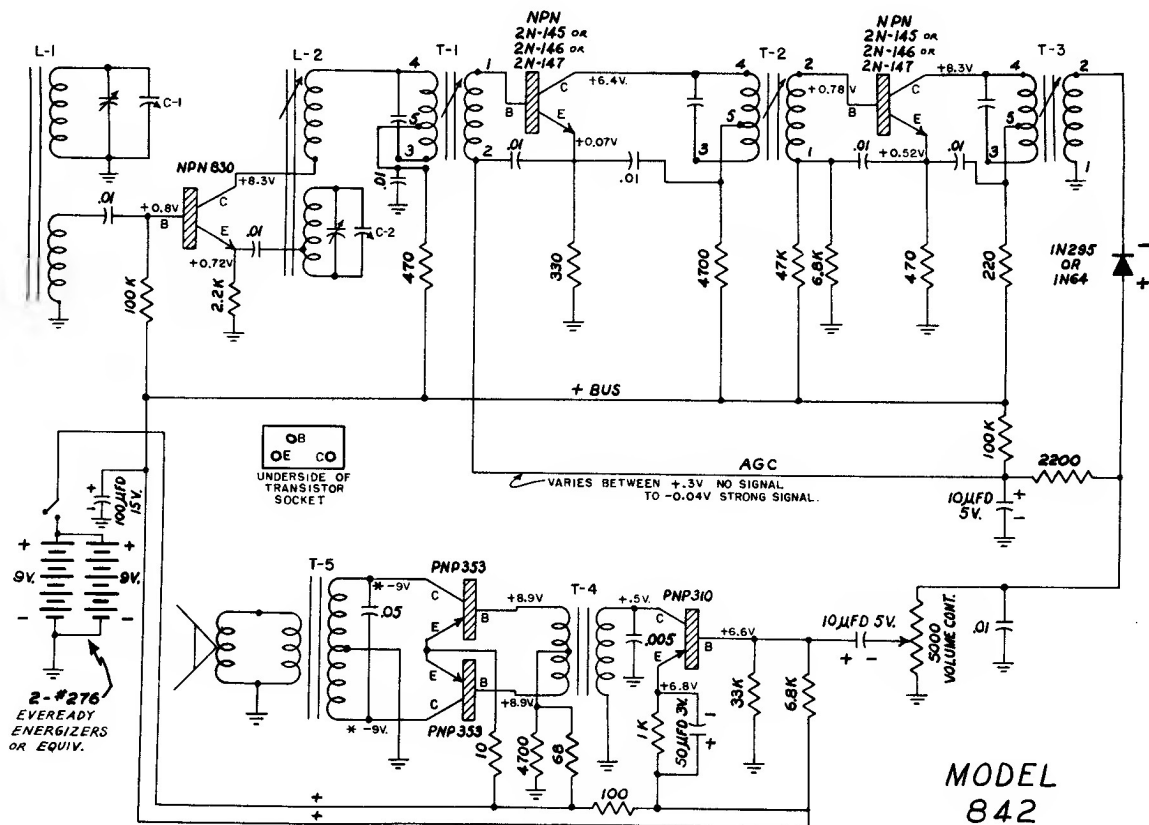 NPN
2N-145 OR
2N-146 OR
2N-147
NPN
2N-145 OR
2N-146 OR
2N-147
L-1
L-2
T-1
T-2
T-3
4
1
4
2
4
2
+6.4V.
+8.3V
+0.78V
C-1
B
C
E
B
C
E
5
5
5
3
2
3
1
3
1
.01
+0.07V
.01
.01
+0.52V
.01
.01
NPN 830
+8.3V
.01
+0.8V
B
C
E
.01
+0.72V
C-2
100K
2.2K
470
330
4700
47K
6.8K
470
220
1N295
OR
1N64
-
+
+ BUS
B
E
C
UNDERSIDE OF
TRANSISTOR
SOCKET
100K
AGC
2200
VARIES BETWEEN +.3V NO SIGNAL
TO -0.04V STRONG SIGNAL.
+
-
100µFD
15V.
10µFD
5V.
+
-
+
9V.
-
+
9V.
-
2-#276
EVEREADY
ENERGIZERS
OR EQUIV.
T-5
* -9V.
.05
* -9V.
PNP353
C
B
E
E
C
B
PNP353
+8.9V
+8.9V
T-4
+.5V.
.005
PNP310
C
B
E
+6.6V
+6.8V
10µFD 5V.
+ -
5000
VOLUME CONT.
.01
10
4700
68
1K
50µFD 3V.
-
+
33K
6.8K
100
+
+
MODEL
842